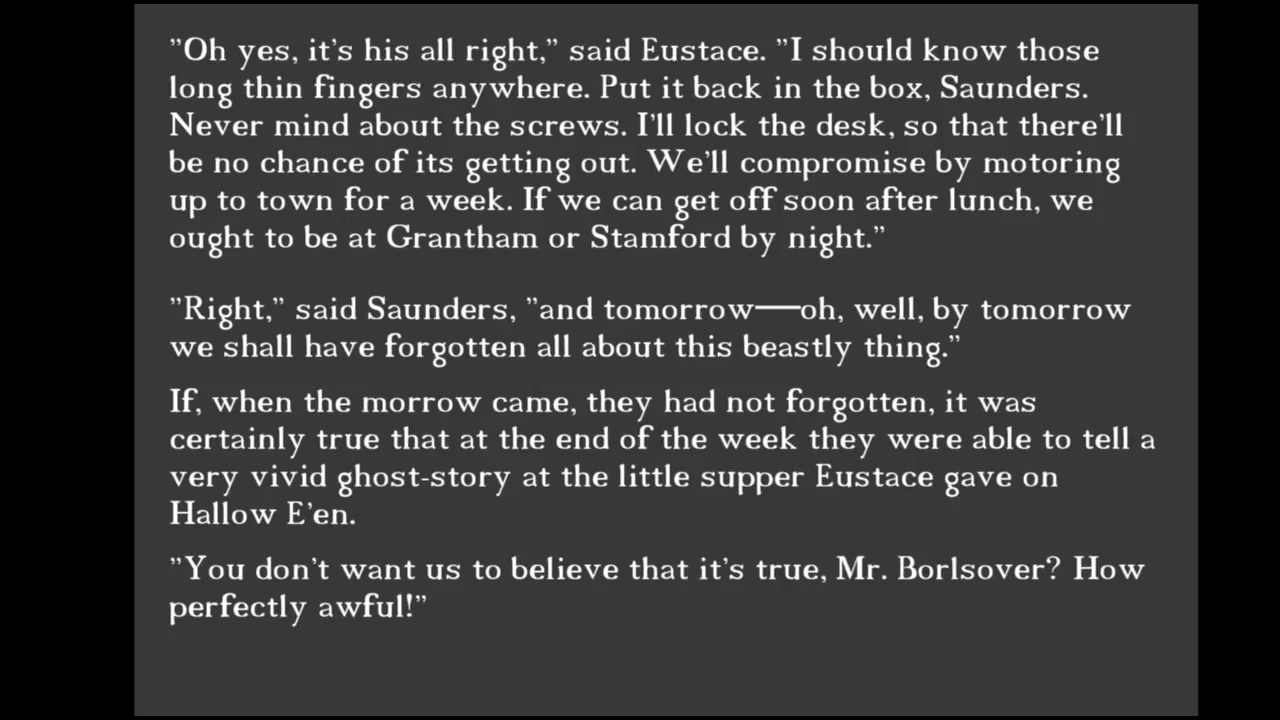 ”Oh yes, it’s his all right,” said Eustace. ”I should know those
long thin fingers anywhere. Put it back in the box, Saunders.
Never mind about the screws. I’ll lock the desk, so that there’ll
be no chance of its getting out. We’ll compromise by motoring
up to town for a week. If we can get off soon after lunch, we
ought to be at Grantham or Stamford by night.”
”Right,” said Saunders, ”and tomorrow——oh, well, by tomorrow
we shall have forgotten all about this beastly thing.”
If, when the morrow came, they had not forgotten, it was
certainly true that at the end of the week they were able to tell a
very vivid ghost-story at the little supper Eustace gave on
Hallow E’en.
”You don’t want us to believe that it’s true, Mr. Borlsover? How
perfectly awful!”